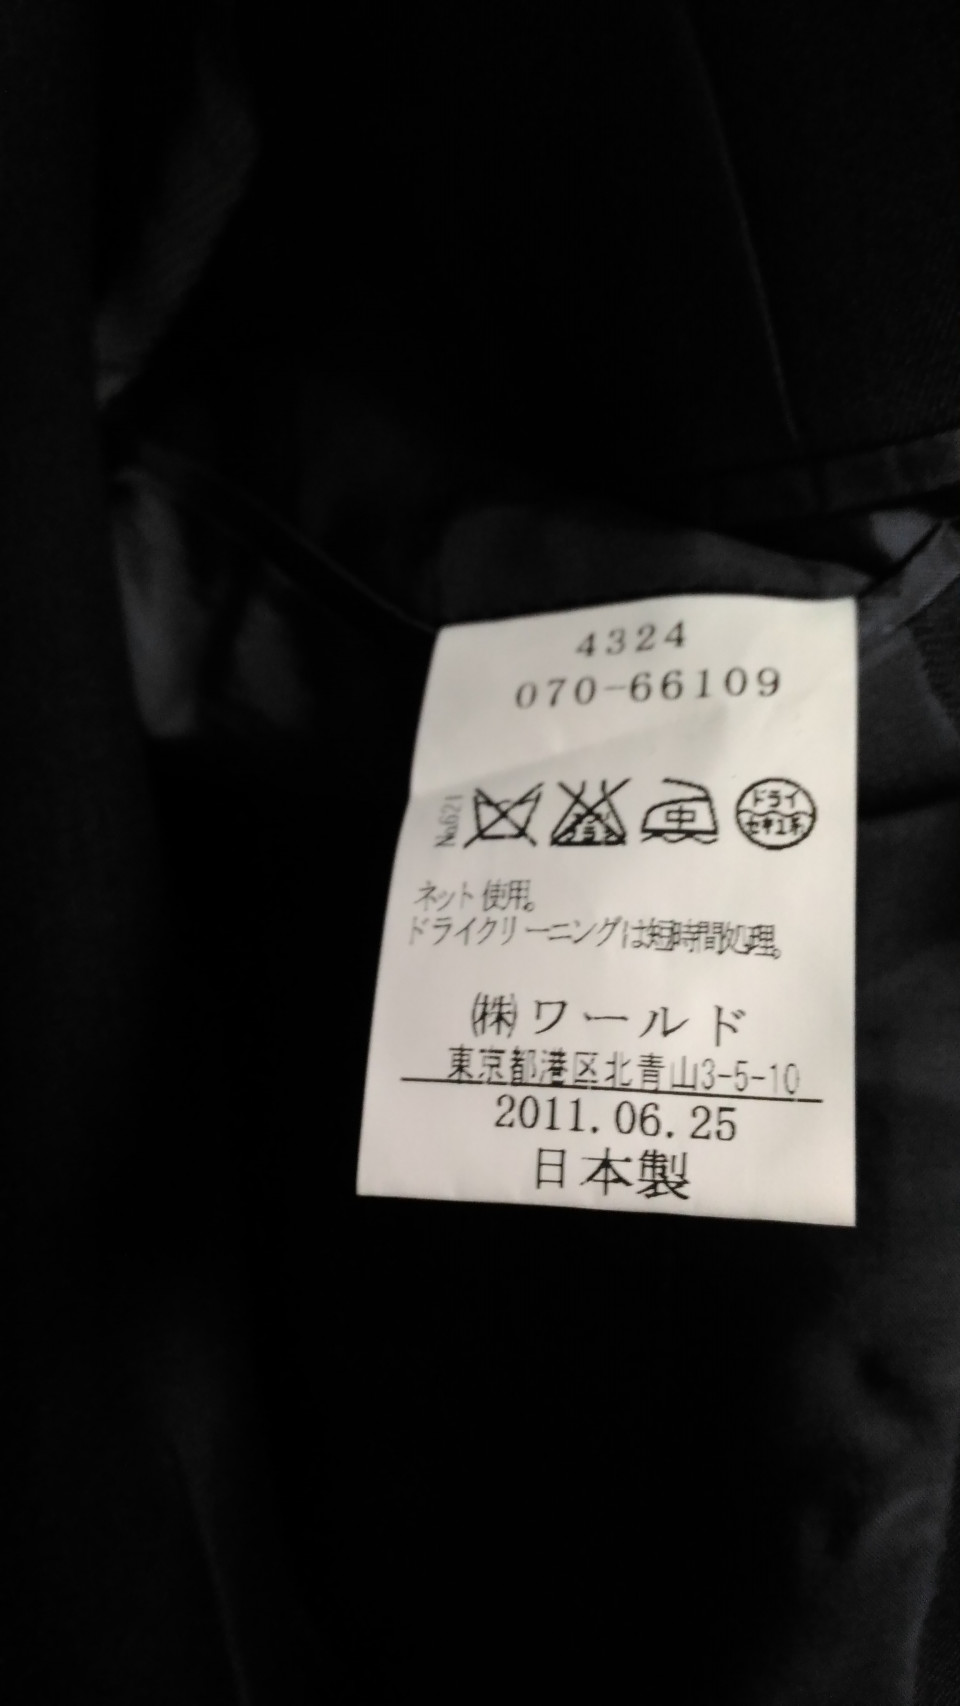 4324
070-66109
No.621
中
ドライ
セキユ系
ネット使用。
ドライクリーニングは短時間処理。
㈱ワールド
東京都港区北青山3-5-10
2011.06.25
日本製